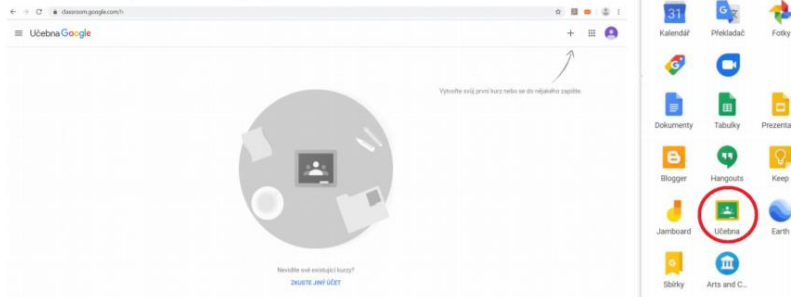 classroom.google.com/h
Učebna Google
Vytvořte svůj první kurz nebo se do nějakého zapište.
Nevidíte své existující kurzy?
ZKUSTE JINÝ ÚČET
31
Kalendář Překladač Fotky
Dokumenty Tabulky Prezenta
Blogger Hangouts Keep
Jamboard Učebna Earth
Sbírky Arts and C...